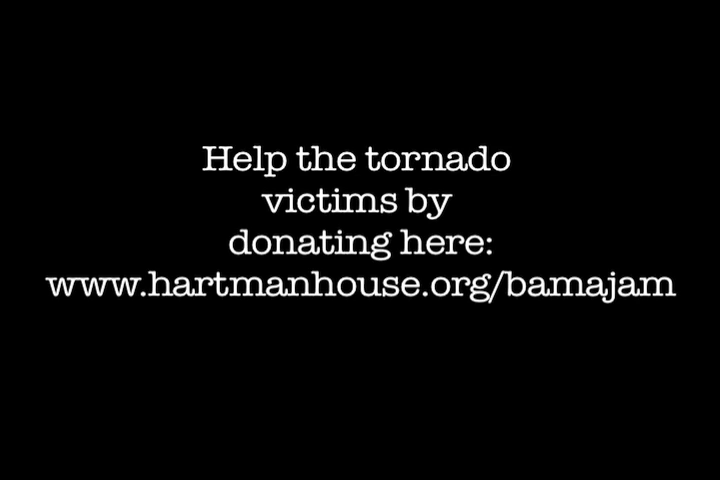 Help the tornado
victims by
donating here:
www.hartmanhouse.org/bamajam